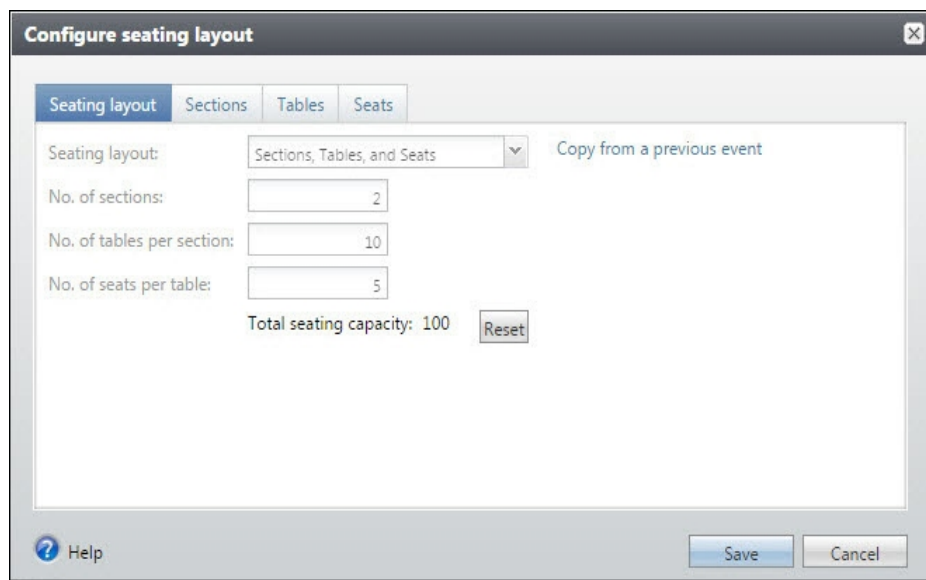 Configure seating layout
Seating layout Sections Tables Seats
Seating layout: Sections, Tables, and Seats Copy from a previous event
No. of sections: 2
No. of tables per section: 10
No. of seats per table: 5
Total seating capacity: 100 Reset
? Help Save Cancel